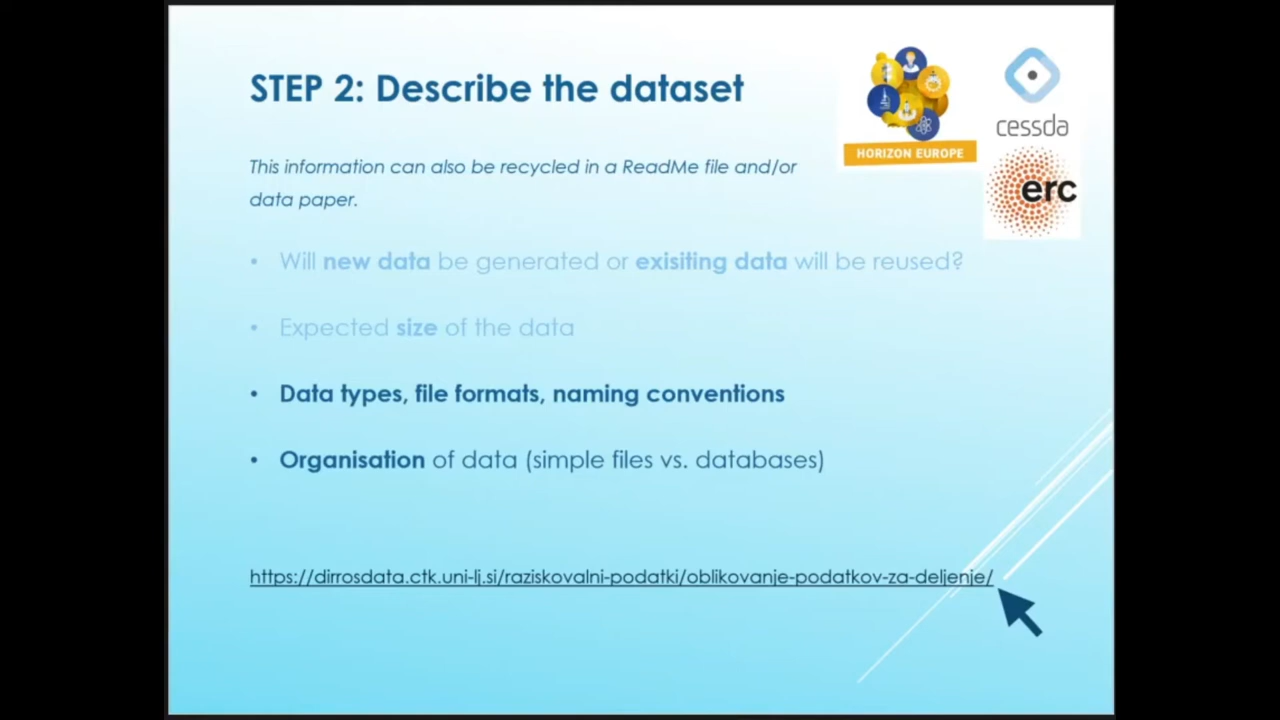 STEP 2: Describe the dataset
HORIZON EUROPE
cessda
erc
This information can also be recycled in a ReadMe file and/or
data paper.
• Will new data be generated or exisiting data will be reused?
• Expected size of the data
• Data types, file formats, naming conventions
• Organisation of data (simple files vs. databases)
https://dirrosdata.ctk.uni-lj.si/raziskovalni-podatki/oblikovanje-podatkov-za-deljenje/